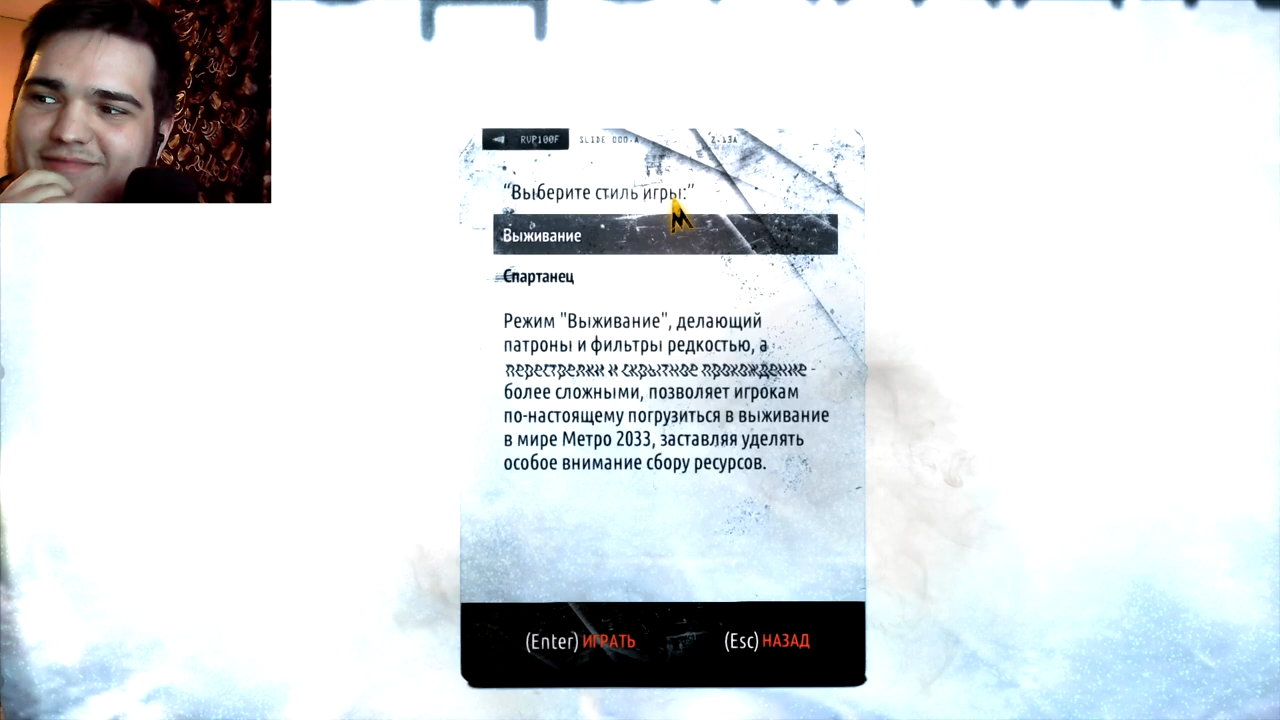 RVP100F SLIDE 000-A Z-13A
“Выберите стиль игры:”
Выживание
Спартанец
Режим "Выживание", делающий
патроны и фильтры редкостью, а
перестрелки и скрытное прохождение -
более сложными, позволяет игрокам
по-настоящему погрузиться в выживание
в мире Метро 2033, заставляя уделять
особое внимание сбору ресурсов.
(Enter) ИГРАТЬ (Esc) НАЗАД